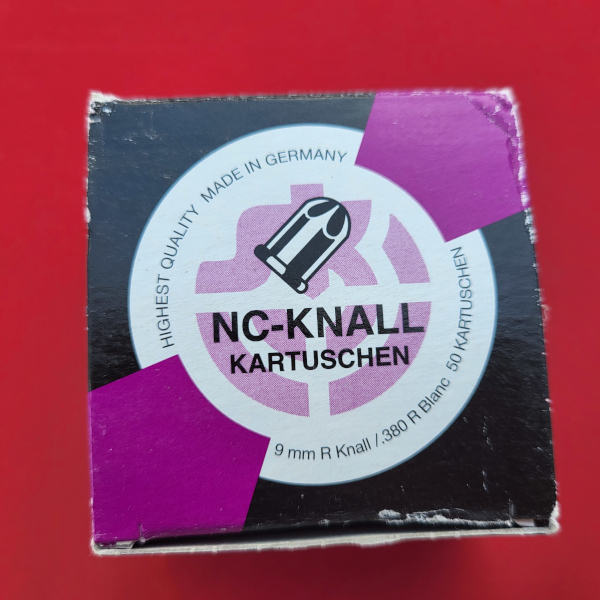 HIGHEST QUALITY MADE IN GERMANY
NC-KNALL
KARTUSCHEN
9 mm R Knall /.380 R Blanc 50 KARTUSCHEN